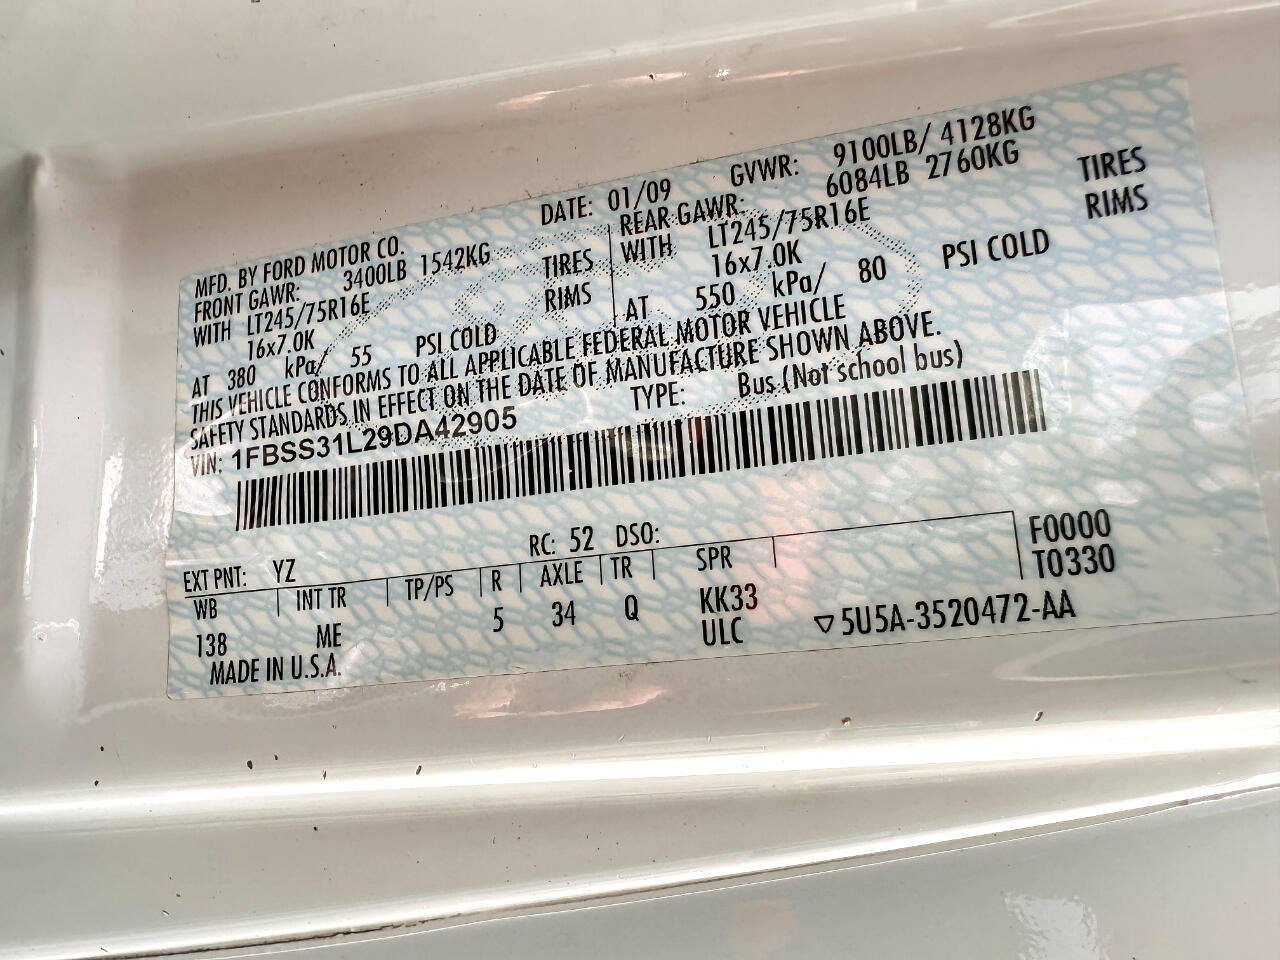 MFD. BY FORD MOTOR CO. DATE: 01/09 GVWR: 9100LB/ 4128KG
FRONT GAWR: 3400LB 1542KG REAR GAWR: 6084LB 2760KG
WITH LT245/75R16E TIRES WITH LT245/75R16E TIRES
16x7.0K RIMS 16x7.0K RIMS
AT 380 kPa/ 55 PSI COLD AT 550 kPa/ 80 PSI COLD
THIS VEHICLE CONFORMS TO ALL APPLICABLE FEDERAL MOTOR VEHICLE
SAFETY STANDARDS IN EFFECT ON THE DATE OF MANUFACTURE SHOWN ABOVE.
VIN: 1FBSS31L29DA42905 TYPE: Bus (Not school bus)
EXT PNT: YZ RC: 52 DSO: F0000
WB INT TR TP/PS R AXLE TR SPR T0330
138 ME 5 34 Q KK33
MADE IN U.S.A. ULC ▽5U5A-3520472-AA